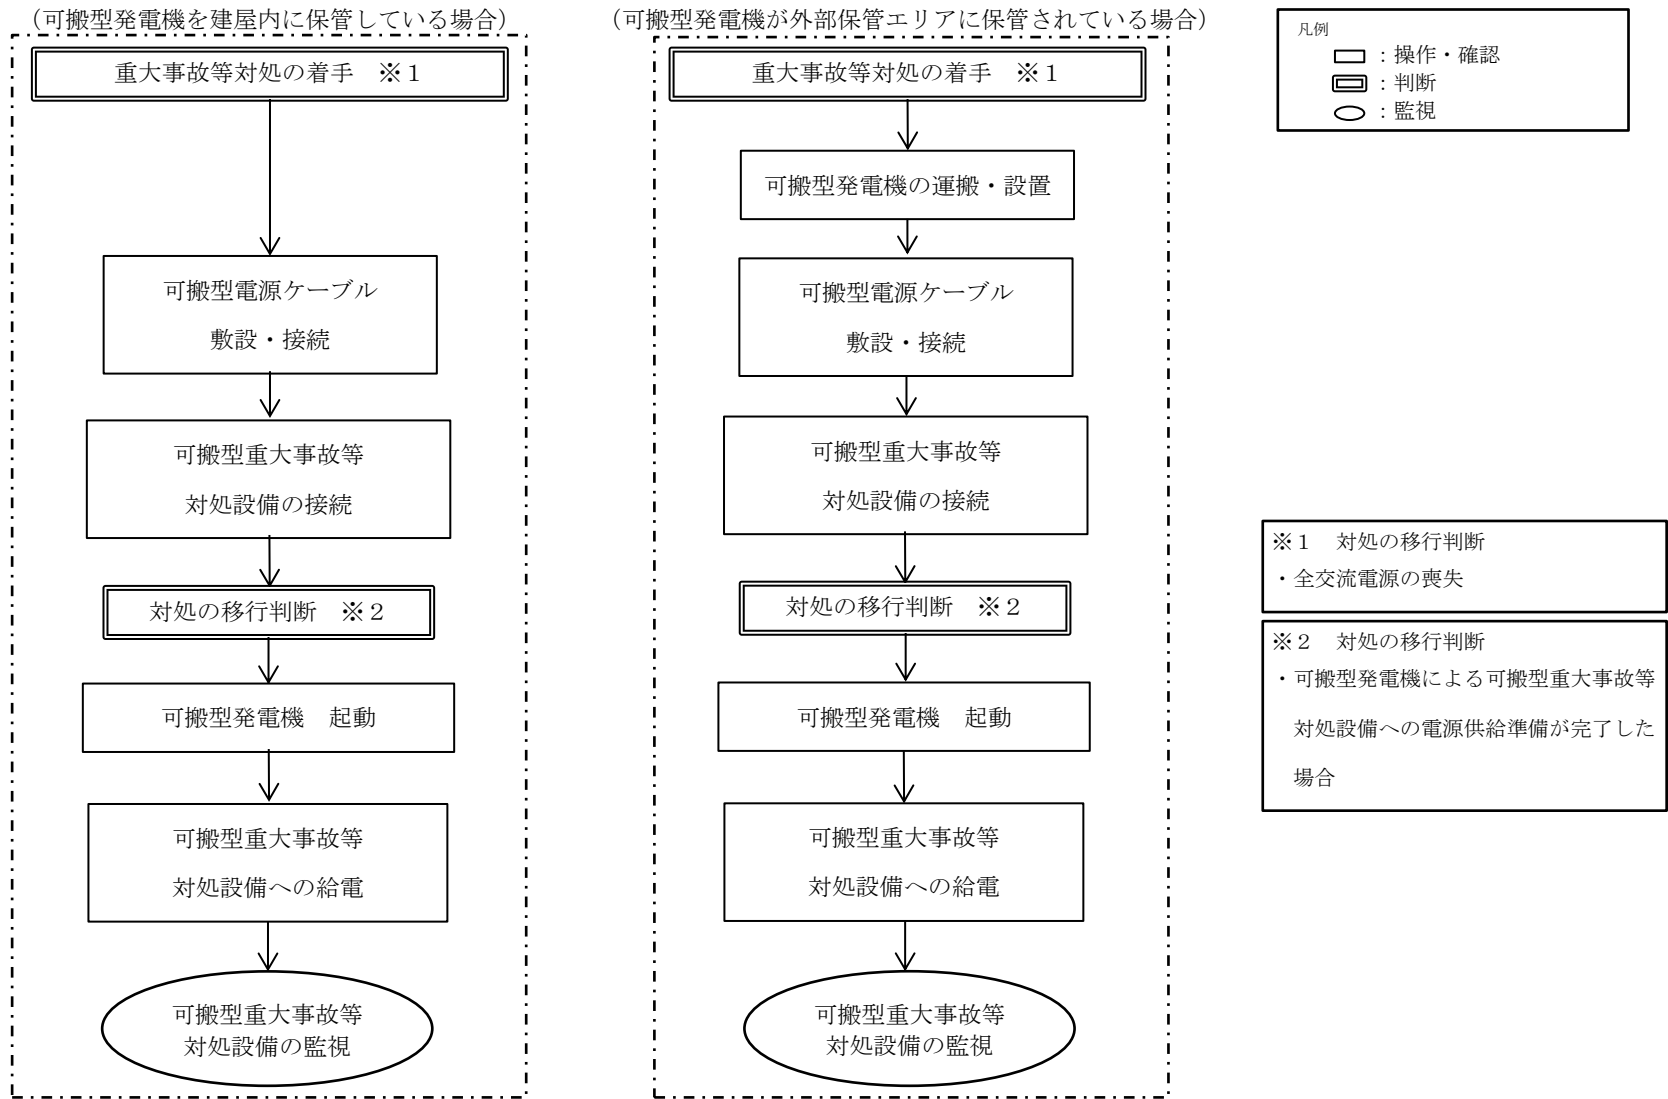 （可搬型発電機を建屋内に保管している場合）
重大事故等対処の着手　※１
可搬型電源ケーブル
敷設・接続
可搬型重大事故等
対処設備の接続
対処の移行判断　※２
可搬型発電機　起動
可搬型重大事故等
対処設備への給電
可搬型重大事故等
対処設備の監視
（可搬型発電機が外部保管エリアに保管されている場合）
重大事故等対処の着手　※１
可搬型発電機の運搬・設置
可搬型電源ケーブル
敷設・接続
可搬型重大事故等
対処設備の接続
対処の移行判断　※２
可搬型発電機　起動
可搬型重大事故等
対処設備への給電
可搬型重大事故等
対処設備の監視
凡例
：操作・確認
：判断
：監視
※１　対処の移行判断
・全交流電源の喪失
※２　対処の移行判断
・可搬型発電機による可搬型重大事故等
対処設備への電源供給準備が完了した
場合